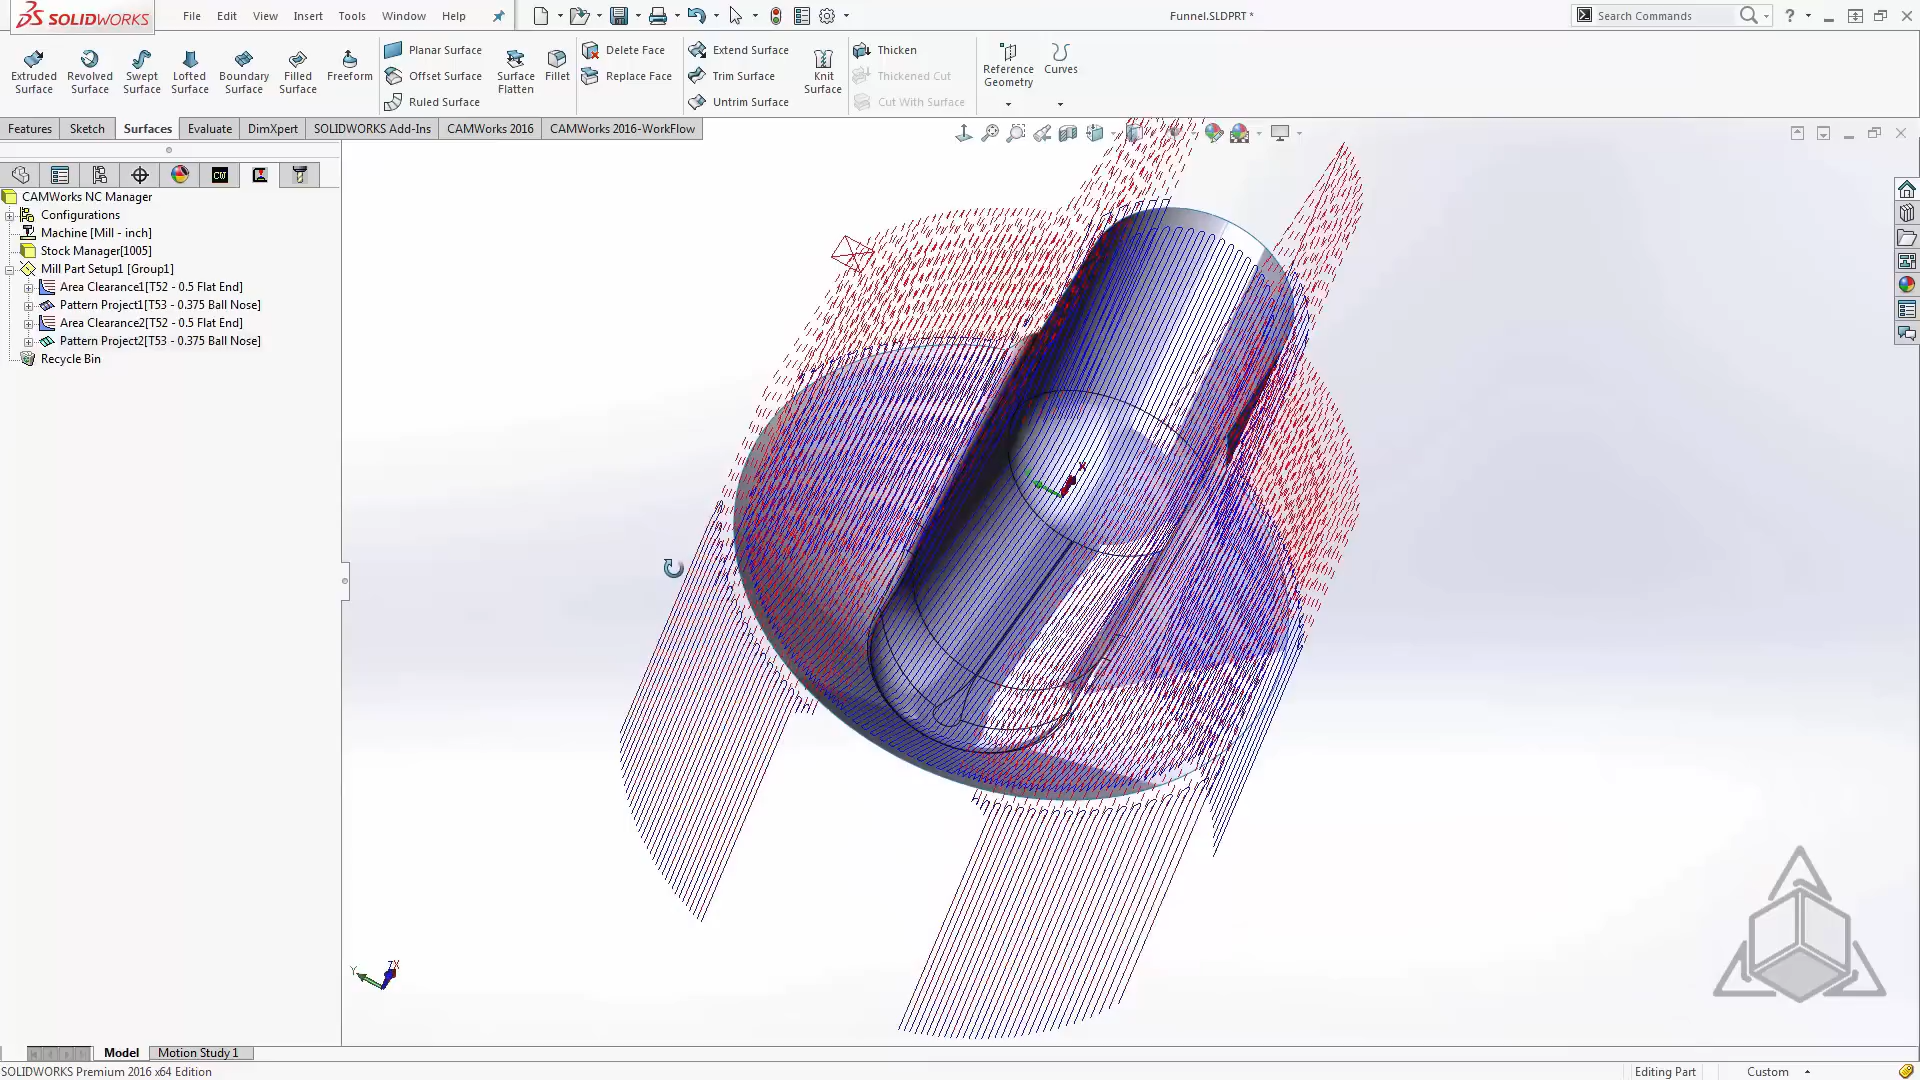 SOLIDWORKS File Edit View Insert Tools Window Help Funnel.SLDPRT * Search Commands
Extruded Surface
Revolved Surface
Swept Surface
Lofted Surface
Boundary Surface
Filled Surface
Freeform
Planar Surface
Offset Surface
Ruled Surface
Surface Flatten
Fillet
Delete Face
Replace Face
Extend Surface
Trim Surface
Untrim Surface
Knit Surface
Thicken
Thickened Cut
Cut With Surface
Reference Geometry
Curves
Features Sketch Surfaces Evaluate DimXpert SOLIDWORKS Add-Ins CAMWorks 2016 CAMWorks 2016-WorkFlow
CW
CAMWorks NC Manager
Configurations
Machine [Mill - inch]
Stock Manager[1005]
Mill Part Setup1 [Group1]
Area Clearance1[T52 - 0.5 Flat End]
Pattern Project1[T53 - 0.375 Ball Nose]
Area Clearance2[T52 - 0.5 Flat End]
Pattern Project2[T53 - 0.375 Ball Nose]
Recycle Bin
X
Y Z X
Model Motion Study 1
SOLIDWORKS Premium 2016 x64 Edition Editing Part Custom